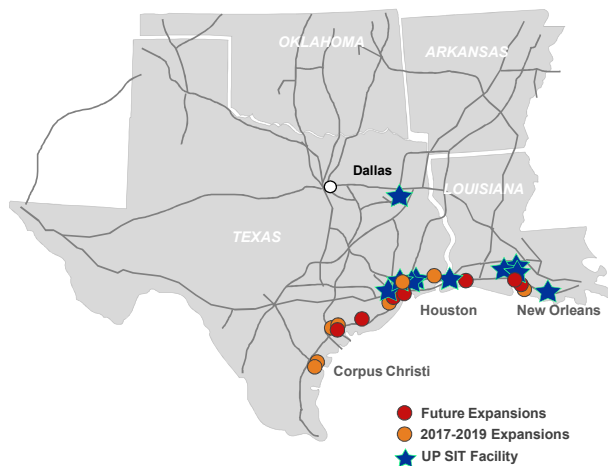 OKLAHOMA
ARKANSAS
Dallas
LOUISIANA
TEXAS
Houston
New Orleans
Corpus Christi
Future Expansions
2017-2019 Expansions
UP SIT Facility